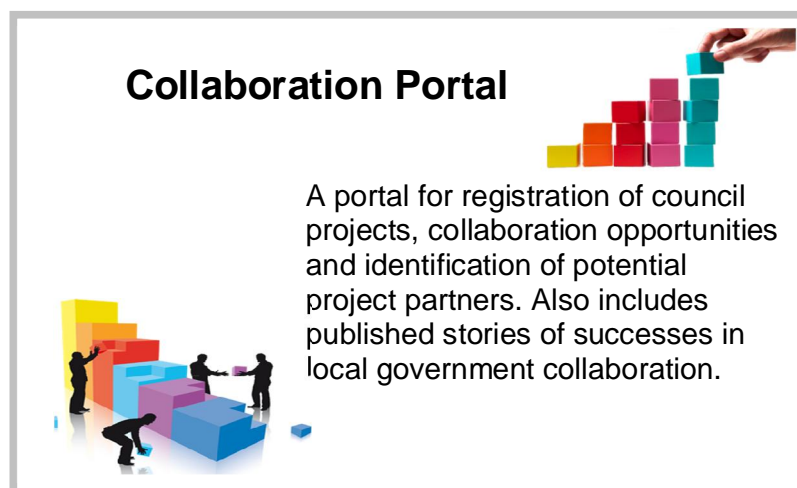 Collaboration Portal
A portal for registration of council
projects, collaboration opportunities
and identification of potential
project partners. Also includes
published stories of successes in
local government collaboration.